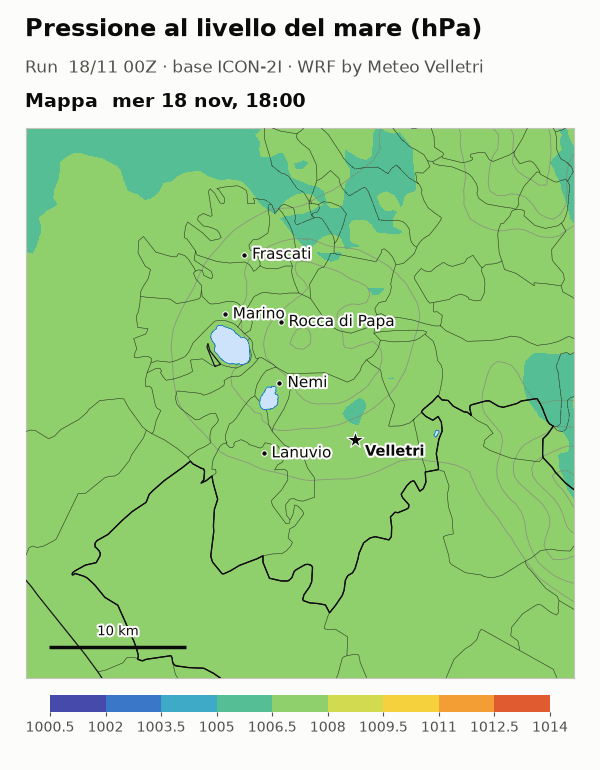 Pressione al livello del mare (hPa)
Run  18/11 00Z · base ICON-2I · WRF by Meteo Velletri
Mappa  mer 18 nov, 18:00
Frascati
Marino
Rocca di Papa
Nemi
Velletri
Lanuvio
10 km
1000.5 1002 1003.5 1005 1006.5 1008 1009.5 1011 1012.5 1014